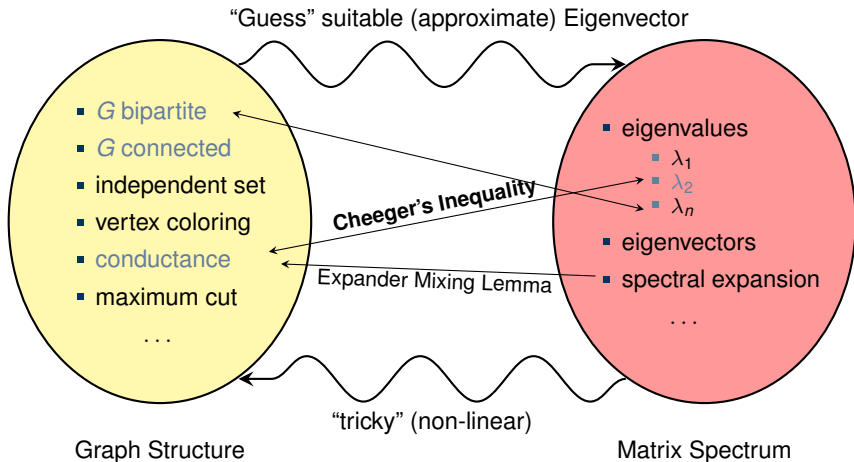 “Guess” suitable (approximate) Eigenvector
G bipartite
G connected
independent set
vertex coloring
conductance
maximum cut
. . .
Cheeger’s Inequality
Expander Mixing Lemma
eigenvalues
λ1
λ2
λn
eigenvectors
spectral expansion
. . .
“tricky” (non-linear)
Graph Structure
Matrix Spectrum